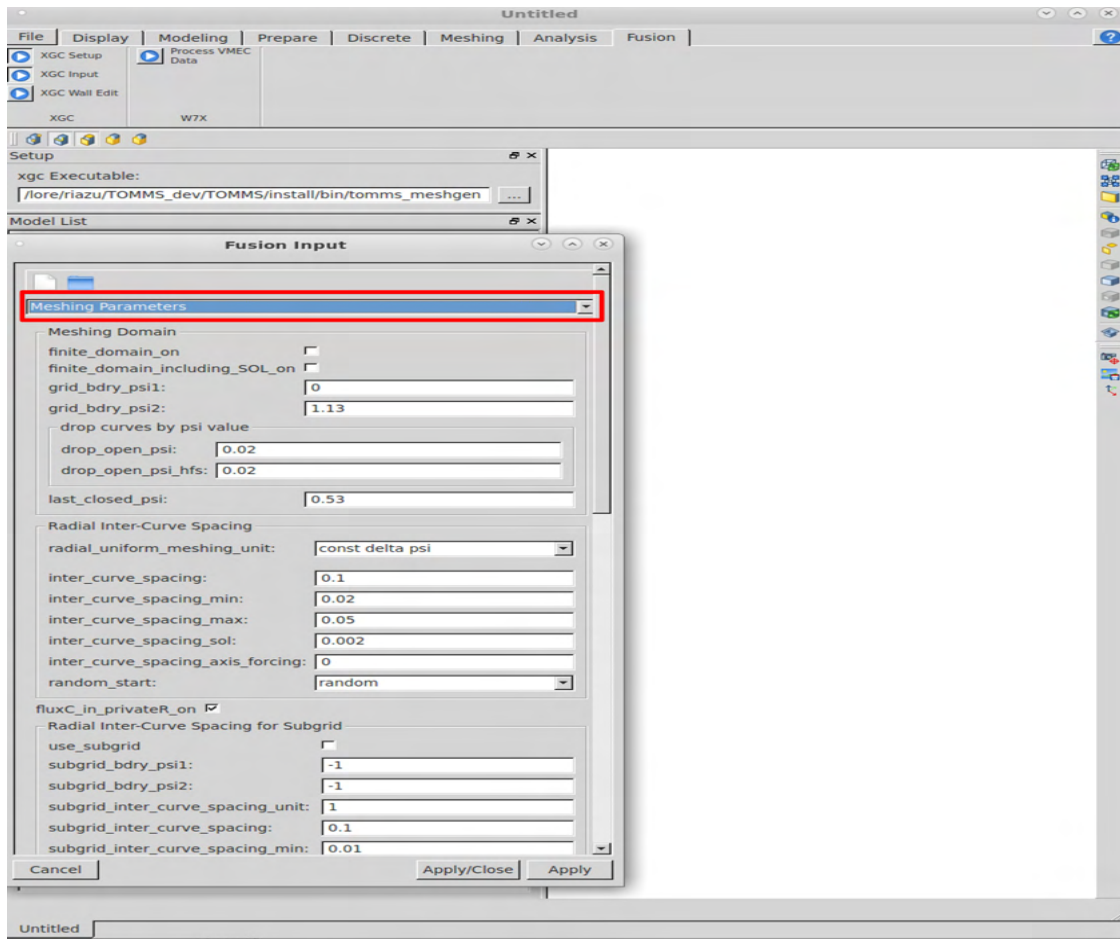 Untitled
File Display Modeling Prepare Discrete Meshing Analysis Fusion ?
XGC Setup
Process VMEC
Data
XGC Input
XGC Wall Edit
XGC W7X
Setup
xgc Executable:
/lore/riazu/TOMMS_dev/TOMMS/install/bin/tomms_meshgen ...
Model List
Fusion Input
Meshing Parameters
Meshing Domain
finite_domain_on
finite_domain_including_SOL_on
grid_bdry_psi1: 0
grid_bdry_psi2: 1.13
drop curves by psi value
drop_open_psi: 0.02
drop_open_psi_hfs: 0.02
last_closed_psi: 0.53
Radial Inter-Curve Spacing
radial_uniform_meshing_unit: const delta psi
inter_curve_spacing: 0.1
inter_curve_spacing_min: 0.02
inter_curve_spacing_max: 0.05
inter_curve_spacing_sol: 0.002
inter_curve_spacing_axis_forcing: 0
random_start: random
fluxC_in_privateR_on
Radial Inter-Curve Spacing for Subgrid
use_subgrid
subgrid_bdry_psi1: -1
subgrid_bdry_psi2: -1
subgrid_inter_curve_spacing_unit: 1
subgrid_inter_curve_spacing: 0.1
subgrid_inter_curve_spacing_min: 0.01
Cancel Apply/Close Apply
Untitled